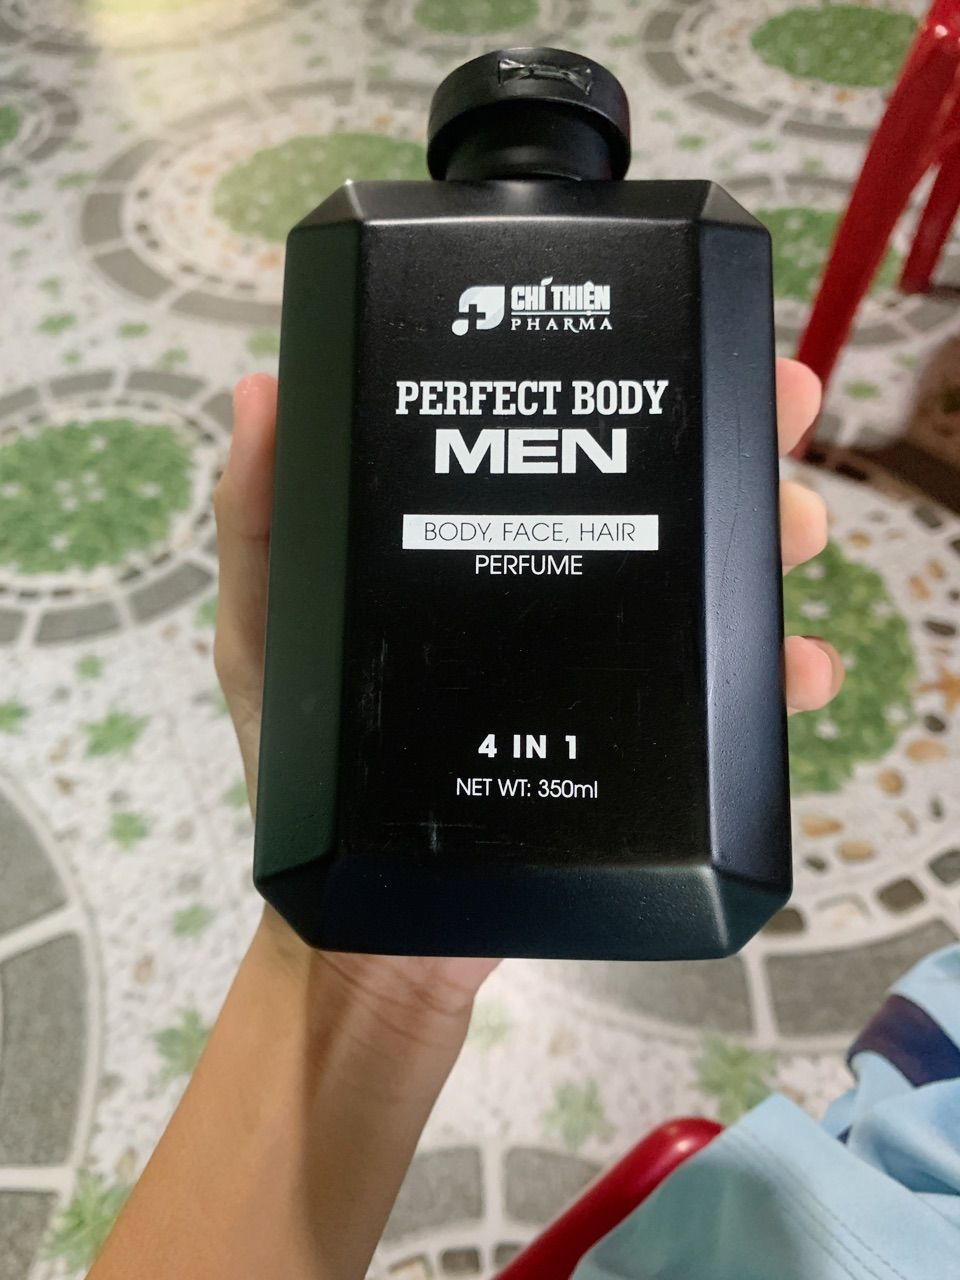 CHÍ THIỆN
PHARMA
PERFECT BODY
MEN
BODY, FACE, HAIR
PERFUME
4 IN 1
NET WT: 350ml